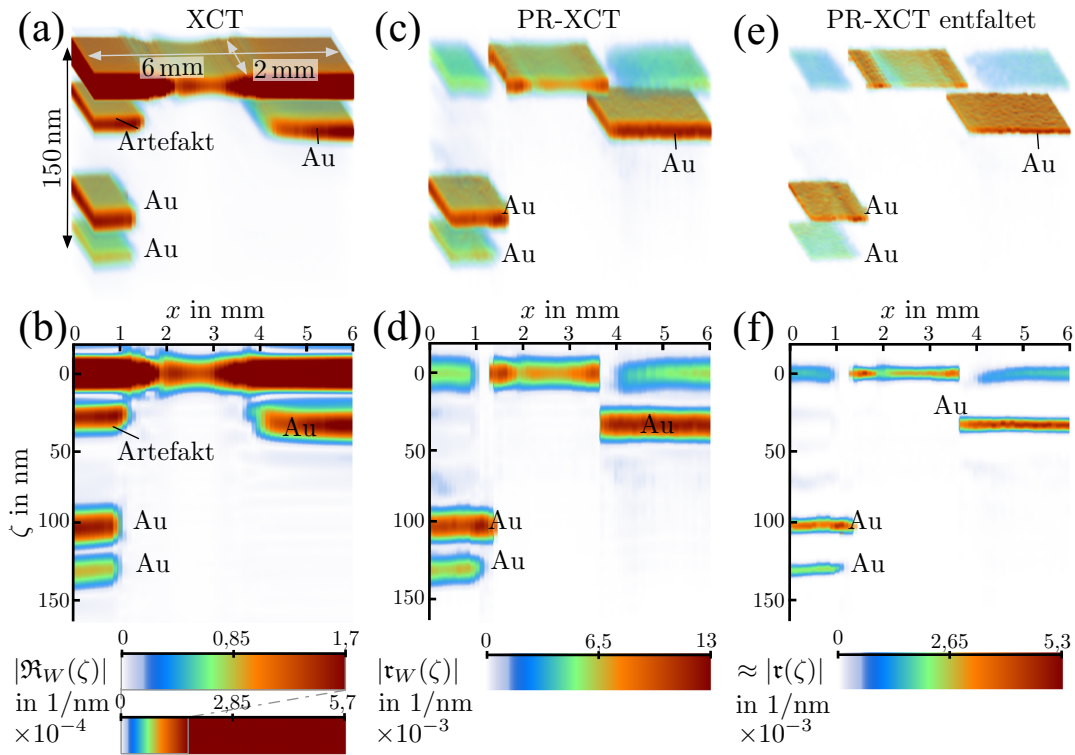 (a) XCT
6 mm
2 mm
150 nm
Artefakt
Au
Au
Au
(c) PR-XCT
Au
Au
Au
(e) PR-XCT entfaltet
Au
Au
Au
(b) x in mm
0 1 2 3 4 5 6
ζ in nm
0
50
100
150
Artefakt
Au
Au
Au
(d) x in mm
0 1 2 3 4 5 6
0
50
100
150
Au
Au
Au
(f) x in mm
0 1 2 3 4 5 6
0
50
100
150
Au
Au
Au
0 0,85 1,7
|ℜ_W(ζ)|
in 1/nm
×10⁻⁴
0 2,85 5,7
0 6,5 13
|𝔯_W(ζ)|
in 1/nm
×10⁻³
0 2,65 5,3
≈ |𝔯(ζ)|
in 1/nm
×10⁻³